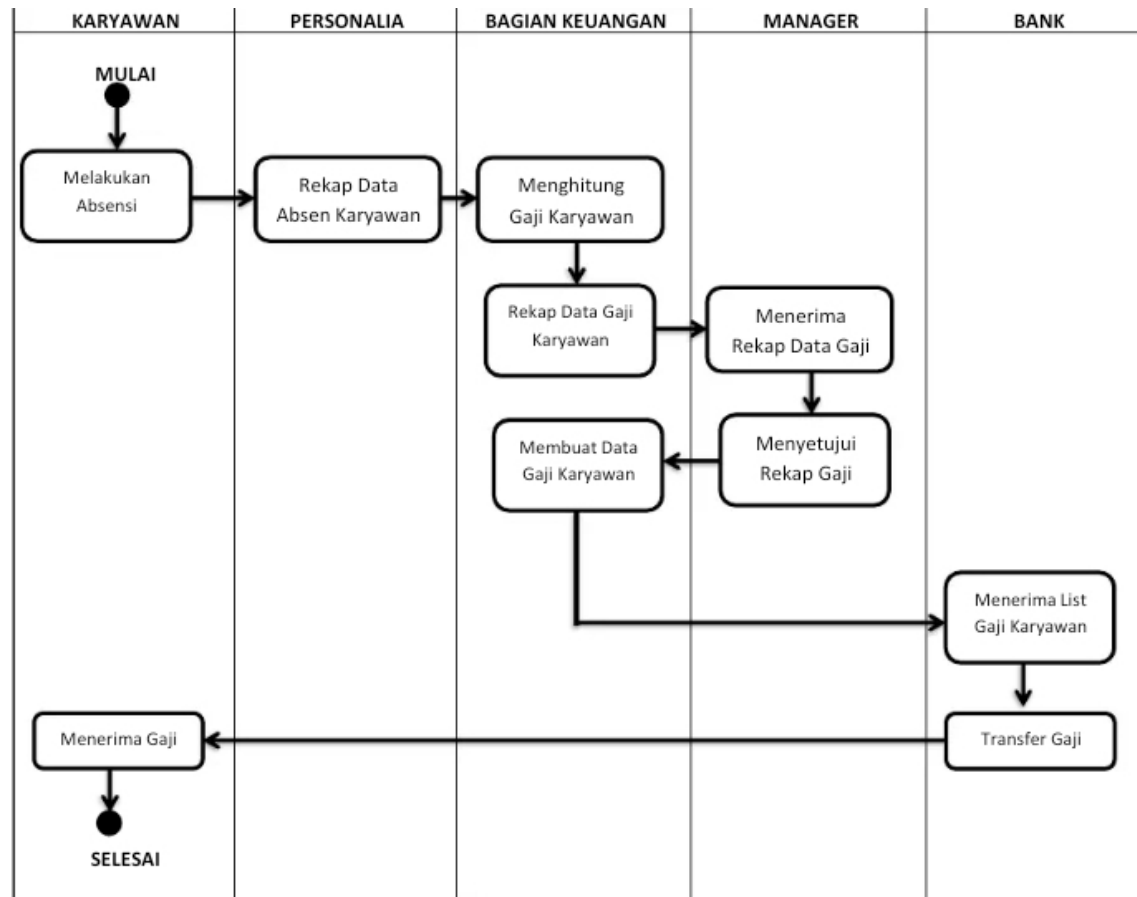 KARYAWAN
PERSONALIA
BAGIAN KEUANGAN
MANAGER
BANK
MULAI
Melakukan
Absensi
Rekap Data
Absen Karyawan
Menghitung
Gaji Karyawan
Rekap Data Gaji
Karyawan
Menerima
Rekap Data Gaji
Menyetujui
Rekap Gaji
Membuat Data
Gaji Karyawan
Menerima List
Gaji Karyawan
Transfer Gaji
Menerima Gaji
SELESAI